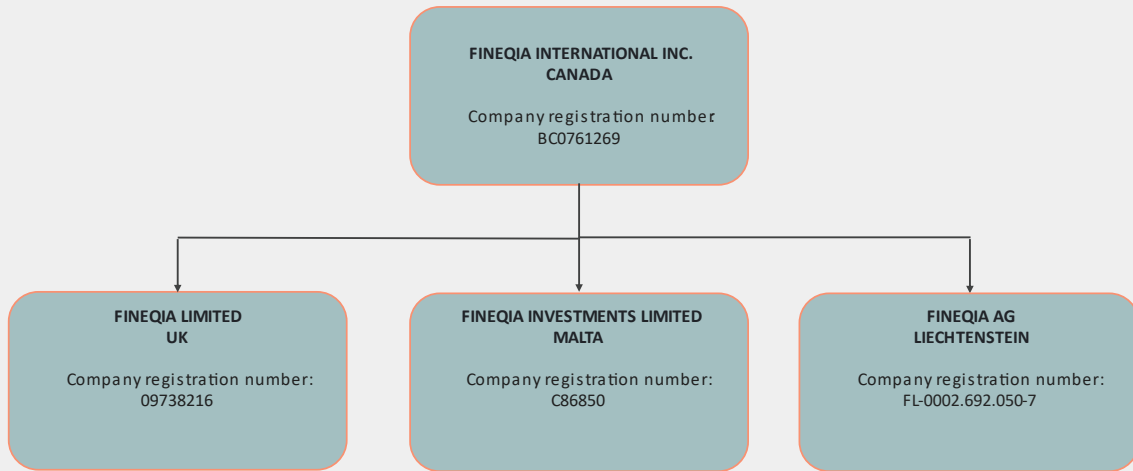 FINEQIA INTERNATIONAL INC.
CANADA
Company registration number:
BC0761269
FINEQIA LIMITED
UK
Company registration number:
09738216
FINEQIA INVESTMENTS LIMITED
MALTA
Company registration number:
C86850
FINEQIA AG
LIECHTENSTEIN
Company registration number:
FL-0002.692.050-7